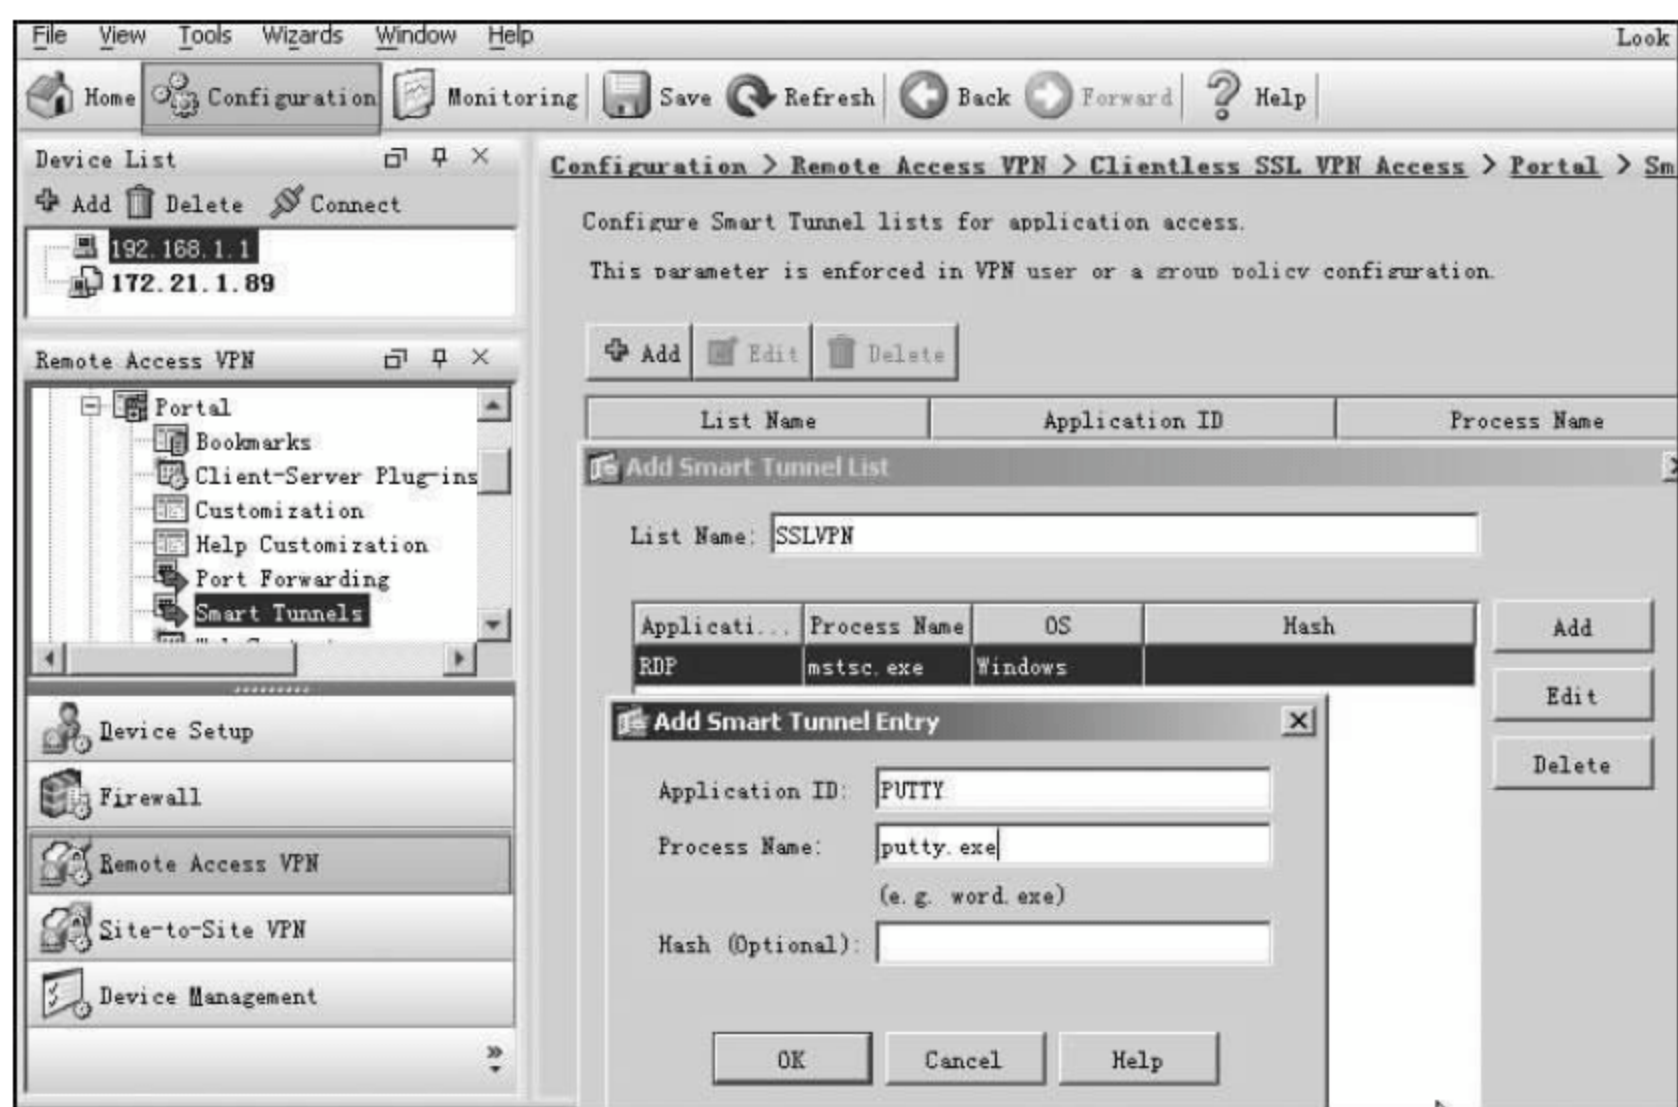 File View Tools Wizards Window Help
Look
Home Configuration Monitoring Save Refresh Back Forward Help
Device List
Add Delete Connect
192.168.1.1
172.21.1.89
Remote Access VPN
Portal
Bookmarks
Client-Server Plug-ins
Customization
Help Customization
Port Forwarding
Smart Tunnels
Device Setup
Firewall
Remote Access VPN
Site-to-Site VPN
Device Management
Configuration > Remote Access VPN > Clientless SSL VPN Access > Portal > Sm
Configure Smart Tunnel lists for application access.
This parameter is enforced in VPN user or a group policy configuration.
Add Edit Delete
List Name Application ID Process Name
Add Smart Tunnel List
List Name: SSLVPN
Applicati... Process Name OS Hash
RDP mstsc.exe Windows
Add
Edit
Delete
Add Smart Tunnel Entry
Application ID: PUTTY
Process Name: putty.exe
(e.g. word.exe)
Hash (Optional):
OK Cancel Help